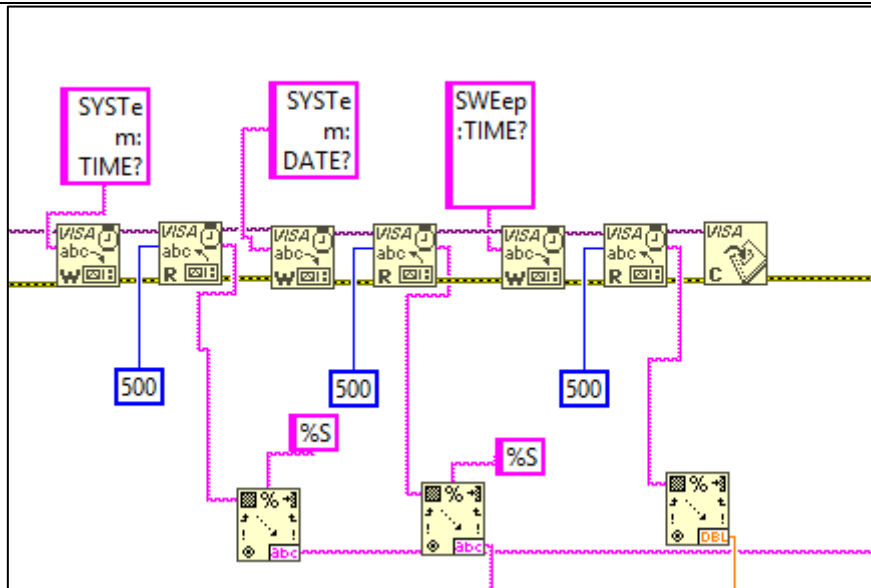 SYSTe
m:
TIME?
SYSTe
m:
DATE?
SWEep
:TIME?
VISA
abc
W
VISA
abc
R
VISA
abc
W
VISA
abc
R
VISA
abc
W
VISA
abc
R
VISA
C
500
500
500
%S
%S
%
!
abc
%
!
abc
%
!
DBL